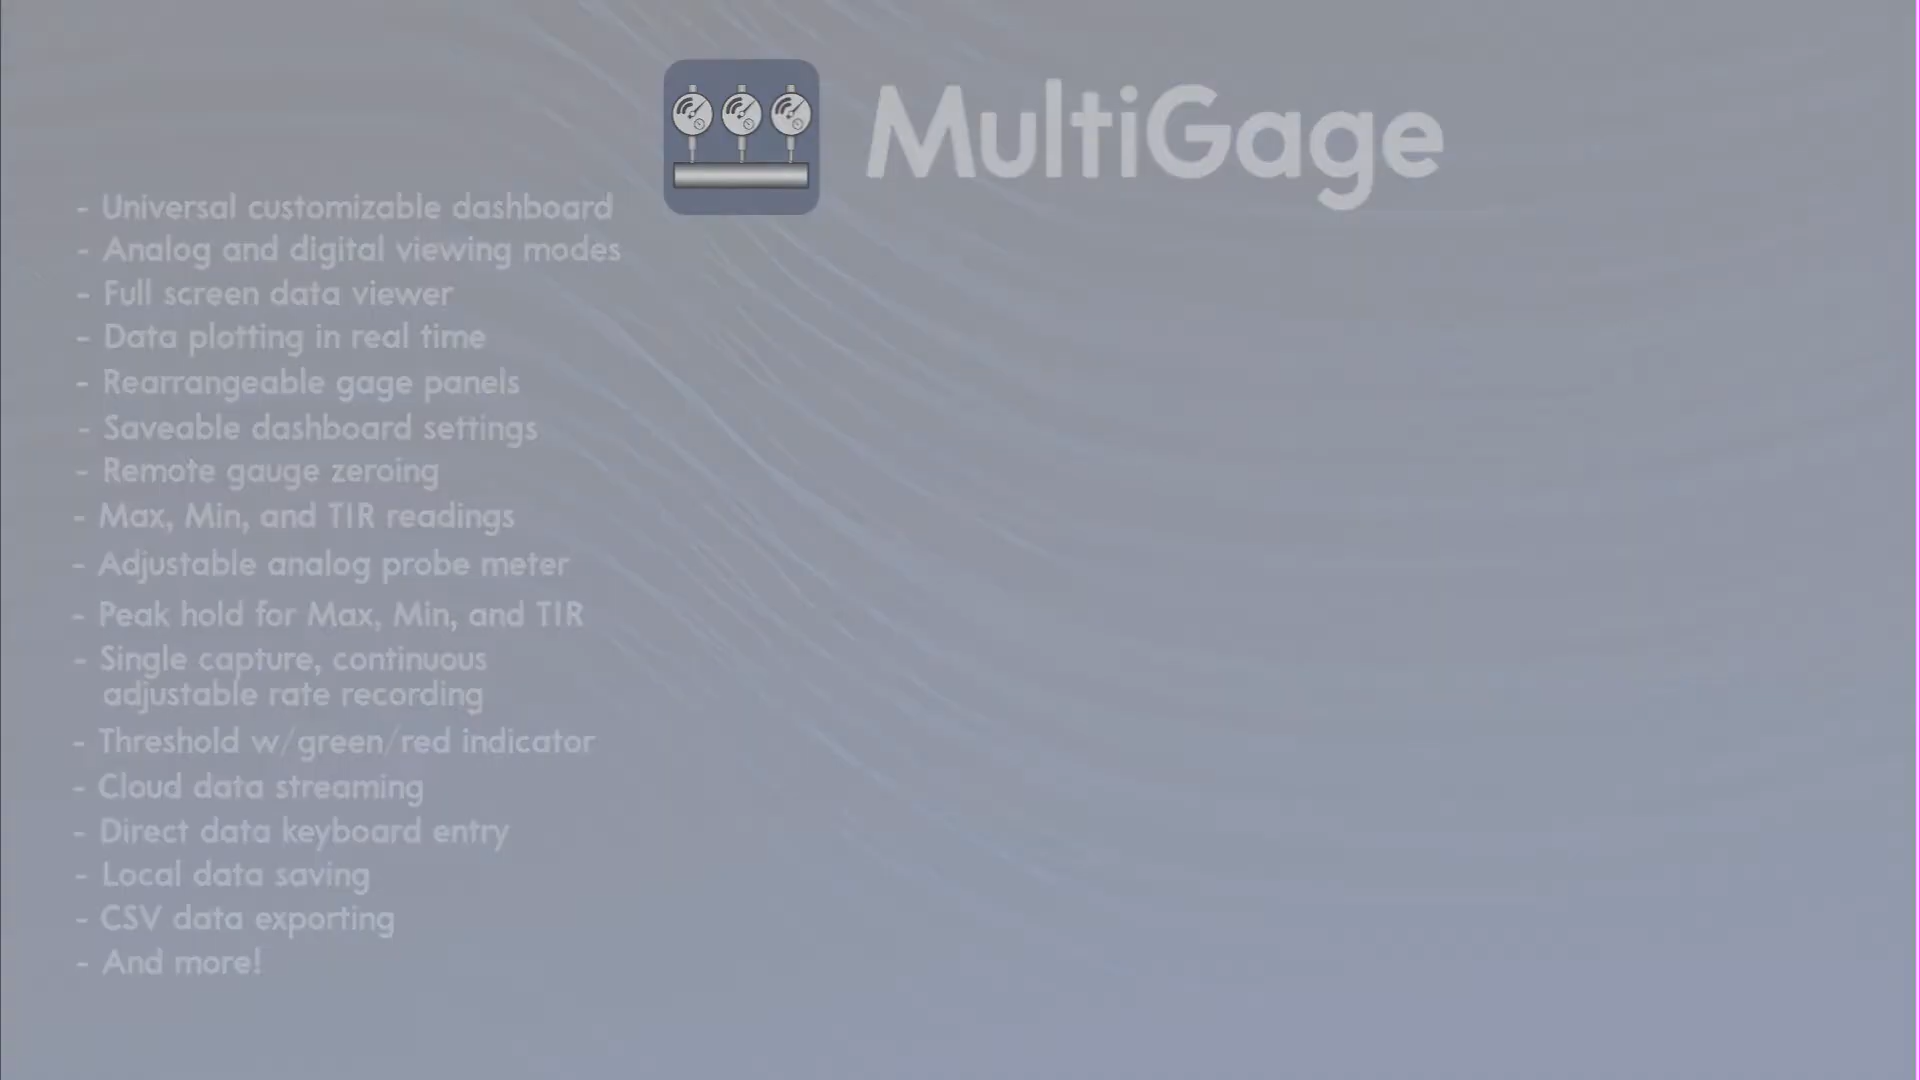 MultiGage
- Universal customizable dashboard
- Analog and digital viewing modes
- Full screen data viewer
- Data plotting in real time
- Rearrangeable gage panels
- Saveable dashboard settings
- Remote gauge zeroing
- Max, Min, and TIR readings
- Adjustable analog probe meter
- Peak hold for Max, Min, and TIR
- Single capture, continuous
adjustable rate recording
- Threshold w/green/red indicator
- Cloud data streaming
- Direct data keyboard entry
- Local data saving
- CSV data exporting
- And more!